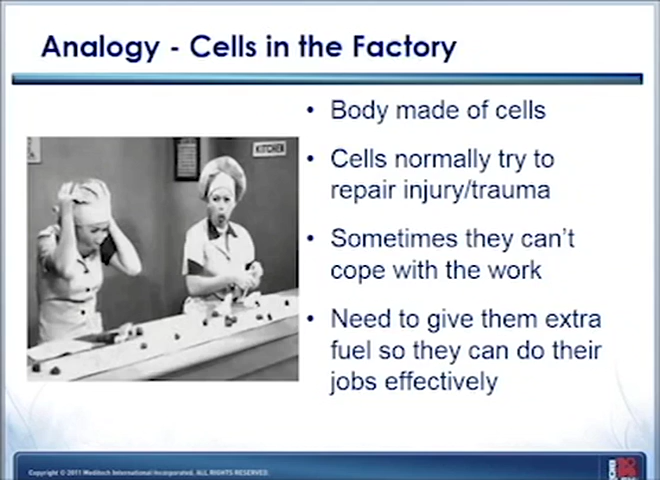 Analogy - Cells in the Factory
• Body made of cells
• Cells normally try to
repair injury/trauma
• Sometimes they can't
cope with the work
• Need to give them extra
fuel so they can do their
jobs effectively
KITCHEN
Copyright © 2011 Meditech International Incorporated. ALL RIGHTS RESERVED.